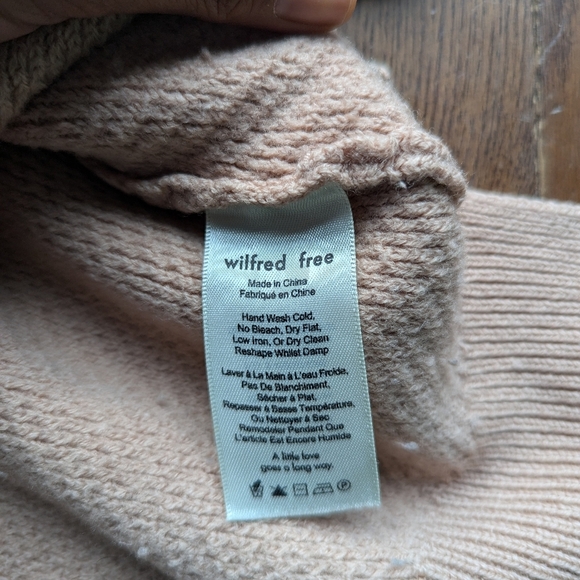 wilfred free
Made in China
Fabriqué en Chine
Hand Wash Cold,
No Bleach, Dry Flat,
Low Iron, Or Dry Clean
Reshape Whilst Damp
Laver à La Main à L'eau Froide,
Pas De Blanchiment,
Sécher à Plat,
Repasser à Basse Température,
Ou Nettoyer à Sec
Remodeler Pendant Que
L'article Est Encore Humide
A little love
goes a long way.